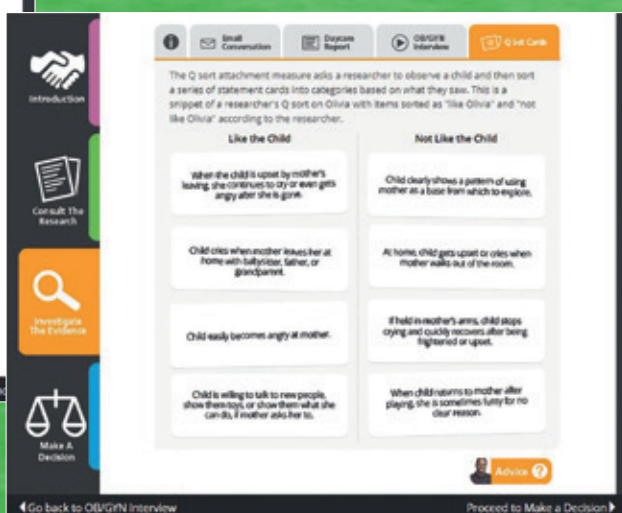 Email
Conversation
Daycare
Report
OB/GYN
Interview
Q Sort Cards
The Q sort attachment measure asks a researcher to observe a child and then sort
a series of statement cards into categories based on what they saw. This is a
snippet of a researcher's Q sort on Olivia with items sorted as "like Olivia" and "not
like Olivia" according to the researcher.
Like the Child
Not Like the Child
When the child is upset by mother's
leaving, she continues to cry or even gets
angry after she is gone.
Child clearly shows a pattern of using
mother as a base from which to explore.
Child cries when mother leaves her at
home with babysitter, father, or
grandparent.
At home, child gets upset or cries when
mother walks out of the room.
Child easily becomes angry at mother.
If held in mother's arms, child stops
crying and quickly recovers after being
frightened or upset.
Child is willing to talk to new people,
show them toys, or show them what she
can do, if mother asks her to.
When child returns to mother after
playing, she is sometimes fussy for no
clear reason.
Introduction
Consult The
Research
Investigate
The Evidence
Make A
Decision
Advice ?
Go back to OB/GYN Interview
Proceed to Make a Decision